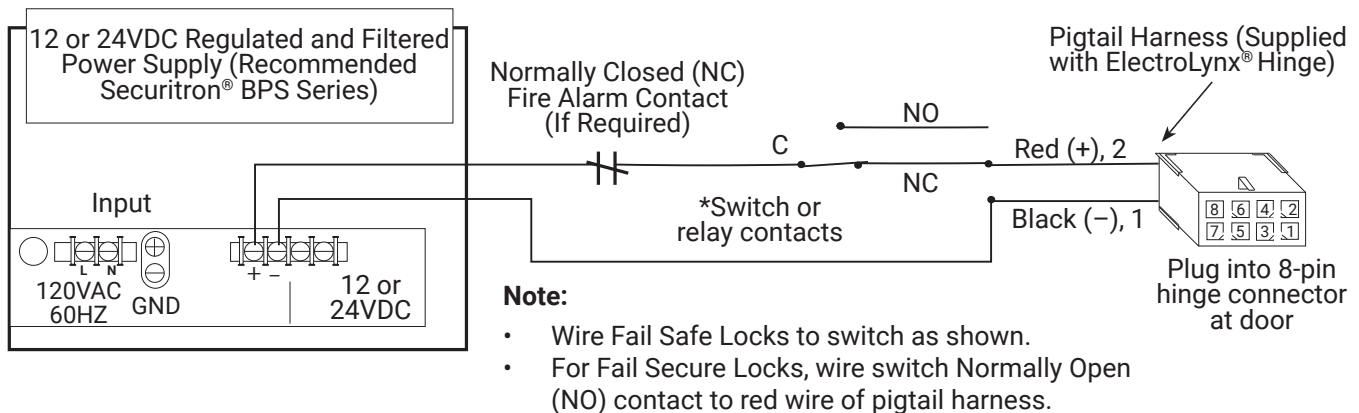 12 or 24VDC Regulated and Filtered
Power Supply (Recommended
Securitron® BPS Series)
Normally Closed (NC)
Fire Alarm Contact
(If Required)
Pigtail Harness (Supplied
with ElectroLynx® Hinge)
NO
C
NC
Red (+), 2
Black (–), 1
*Switch or
relay contacts
8 6 4 2
7 5 3 1
Plug into 8-pin
hinge connector
at door
Input
L N
120VAC
60HZ
GND
+ –
12 or
24VDC
Note:
• Wire Fail Safe Locks to switch as shown.
• For Fail Secure Locks, wire switch Normally Open
(NO) contact to red wire of pigtail harness.